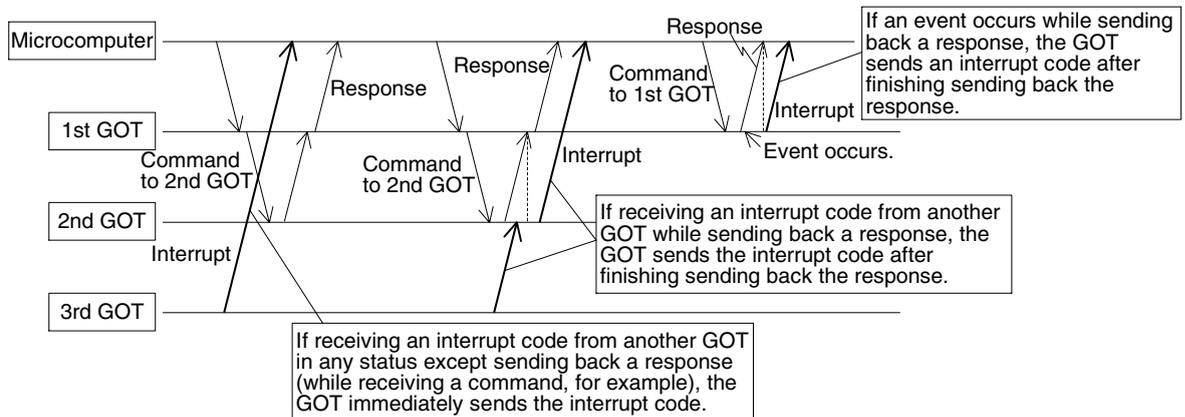 Microcomputer
1st GOT
2nd GOT
3rd GOT
Command
to 2nd GOT
Interrupt
Response
Response
Command
to 2nd GOT
Interrupt
Response
Command
to 1st GOT
Interrupt
Event occurs.
If an event occurs while sending
back a response, the GOT
sends an interrupt code after
finishing sending back the
response.
If receiving an interrupt code from another
GOT while sending back a response, the
GOT sends the interrupt code after
finishing sending back the response.
If receiving an interrupt code from another GOT
in any status except sending back a response
(while receiving a command, for example), the
GOT immediately sends the interrupt code.